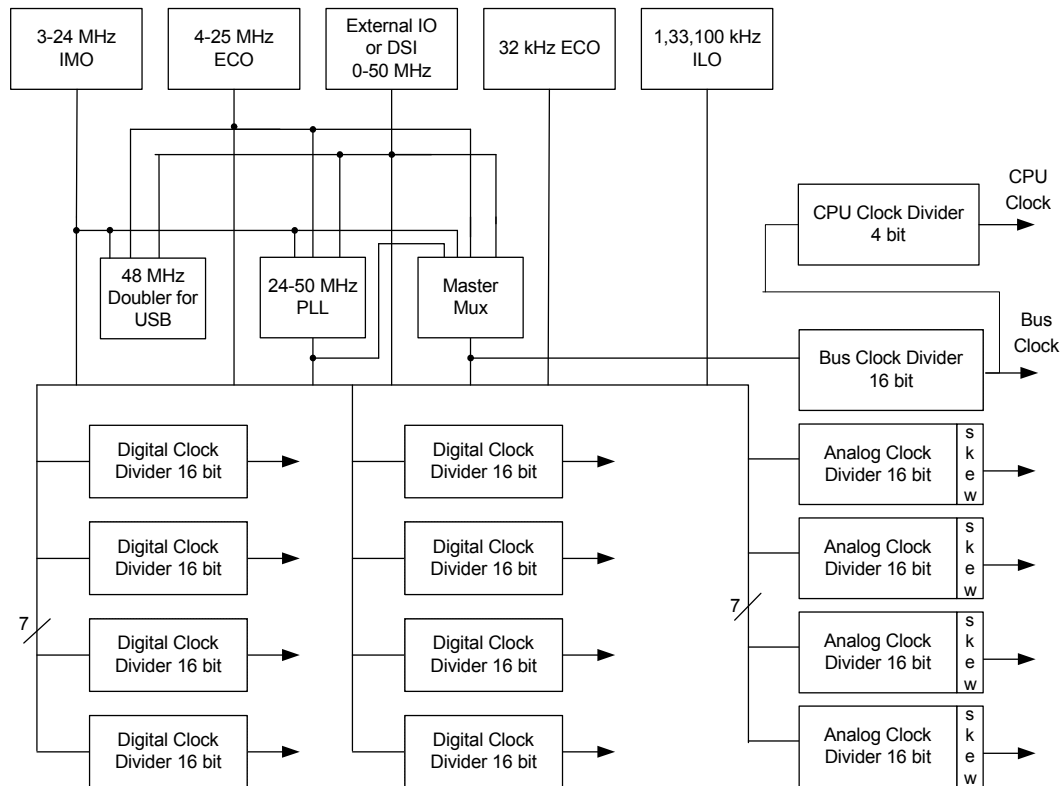 3-24 MHz
IMO
4-25 MHz
ECO
External IO
or DSI
0-50 MHz
32 kHz ECO
1,33,100 kHz
ILO
CPU
Clock
CPU Clock Divider
4 bit
48 MHz
Doubler for
USB
24-50 MHz
PLL
Master
Mux
Bus
Clock
Bus Clock Divider
16 bit
Digital Clock
Divider 16 bit
Digital Clock
Divider 16 bit
Analog Clock
Divider 16 bit
s
k
e
w
Digital Clock
Divider 16 bit
Digital Clock
Divider 16 bit
Analog Clock
Divider 16 bit
s
k
e
w
7
7
Digital Clock
Divider 16 bit
Digital Clock
Divider 16 bit
Analog Clock
Divider 16 bit
s
k
e
w
Digital Clock
Divider 16 bit
Digital Clock
Divider 16 bit
Analog Clock
Divider 16 bit
s
k
e
w